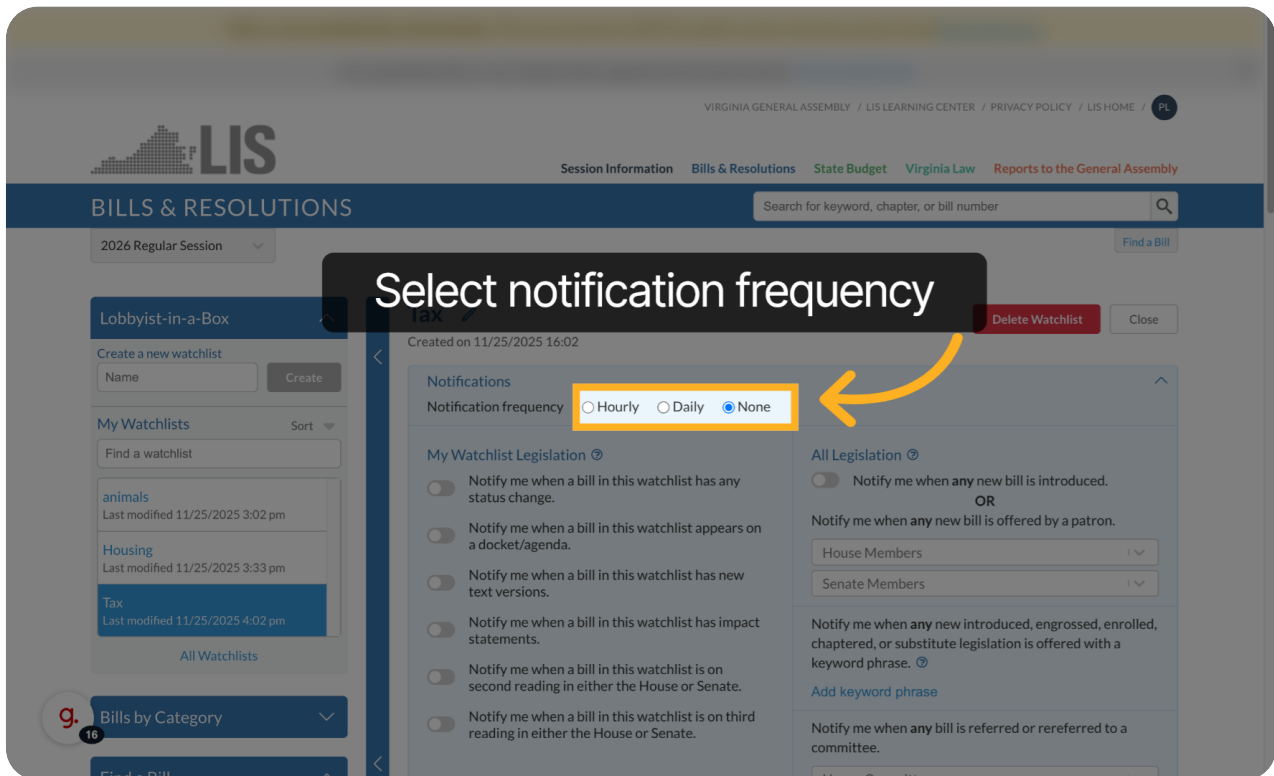 VIRGINIA GENERAL ASSEMBLY / LIS LEARNING CENTER / PRIVACY POLICY / LIS HOME / PL
LIS
Session Information Bills & Resolutions State Budget Virginia Law Reports to the General Assembly
BILLS & RESOLUTIONS
Search for keyword, chapter, or bill number
2026 Regular Session
Find a Bill
Select notification frequency
Lobbyist-in-a-Box
Create a new watchlist
Name
Create
My Watchlists
Sort
Find a watchlist
animals
Last modified 11/25/2025 3:02 pm
Housing
Last modified 11/25/2025 3:33 pm
Tax
Last modified 11/25/2025 4:02 pm
All Watchlists
g.
16
Bills by Category
Find a Bill
Tax
Delete Watchlist
Close
Created on 11/25/2025 16:02
Notifications
Notification frequency
Hourly
Daily
None
My Watchlist Legislation
Notify me when a bill in this watchlist has any
status change.
Notify me when a bill in this watchlist appears on
a docket/agenda.
Notify me when a bill in this watchlist has new
text versions.
Notify me when a bill in this watchlist has impact
statements.
Notify me when a bill in this watchlist is on
second reading in either the House or Senate.
Notify me when a bill in this watchlist is on third
reading in either the House or Senate.
All Legislation
Notify me when any new bill is introduced.
OR
Notify me when any new bill is offered by a patron.
House Members
Senate Members
Notify me when any new introduced, engrossed, enrolled,
chaptered, or substitute legislation is offered with a
keyword phrase.
Add keyword phrase
Notify me when any bill is referred or rereferred to a
committee.